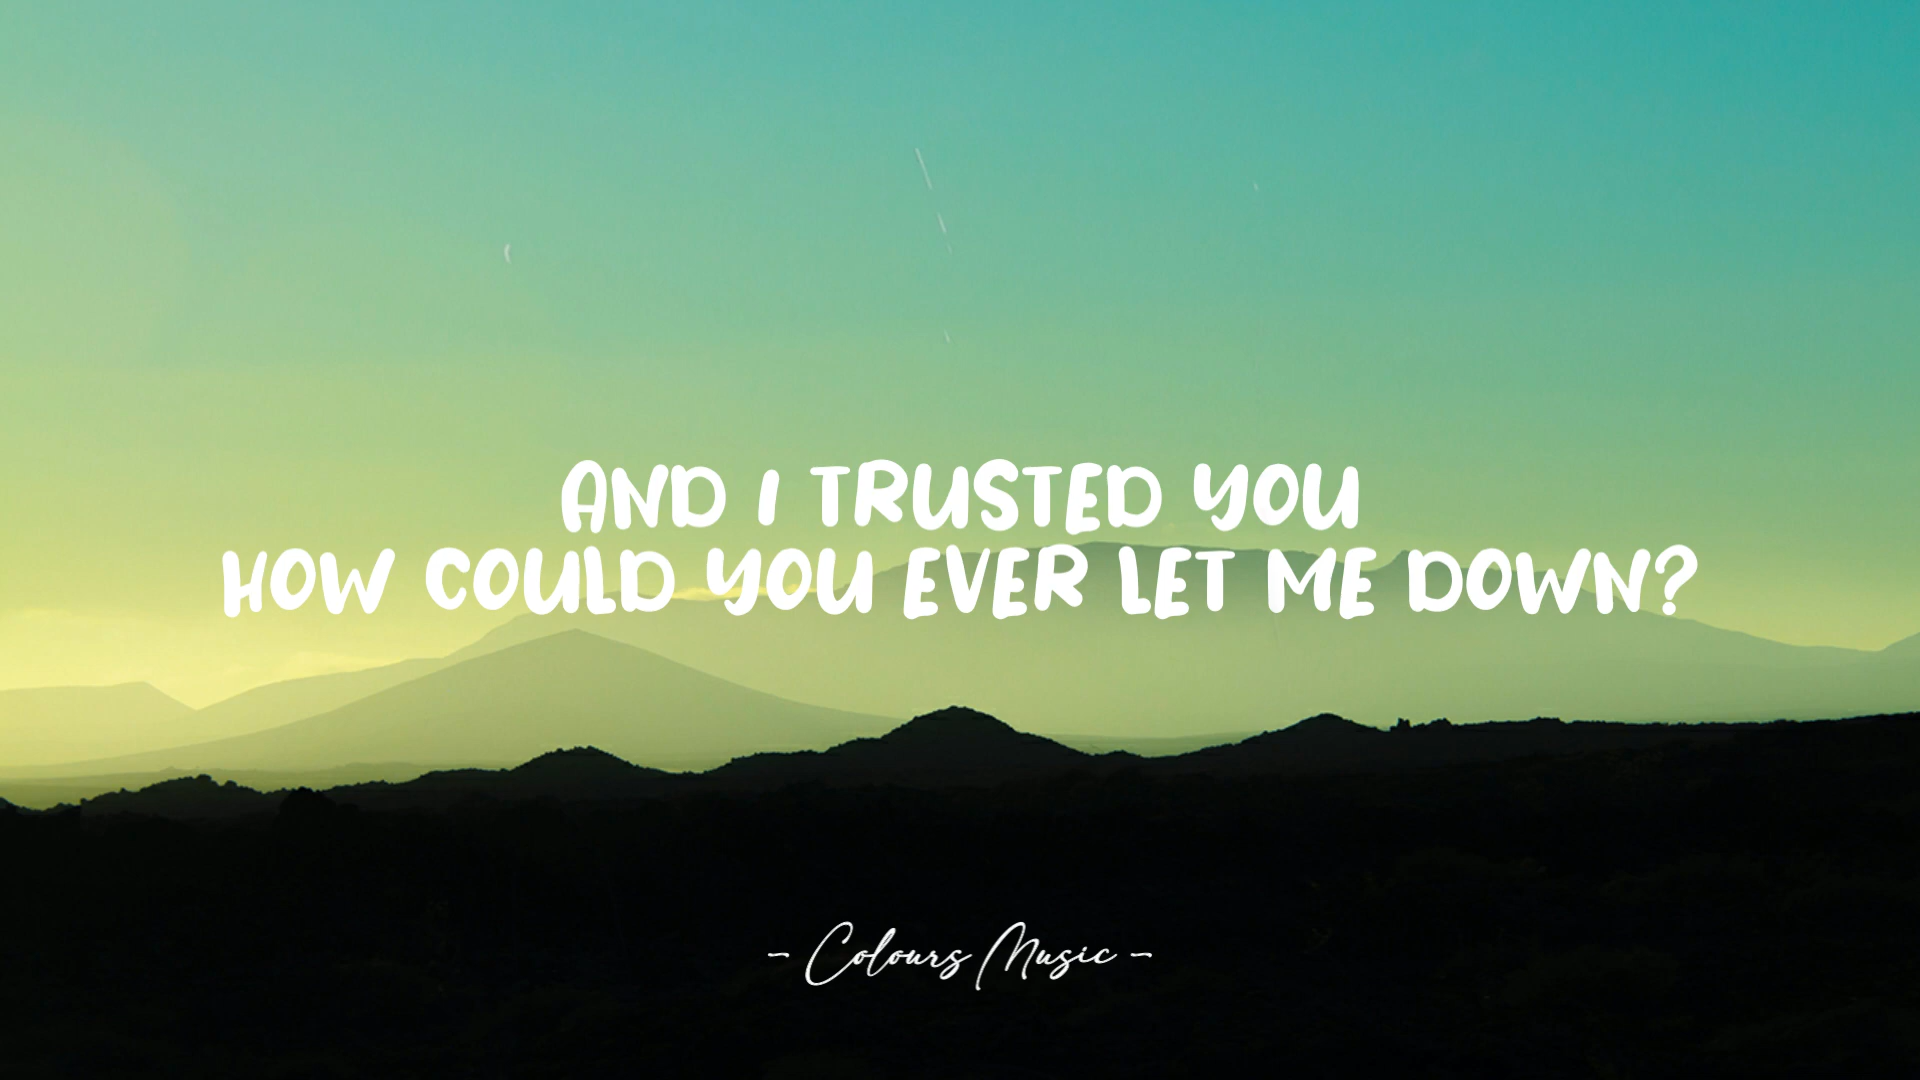 AND I TRUSTED YOU
HOW COULD YOU EVER LET ME DOWN?
- Colours Music -